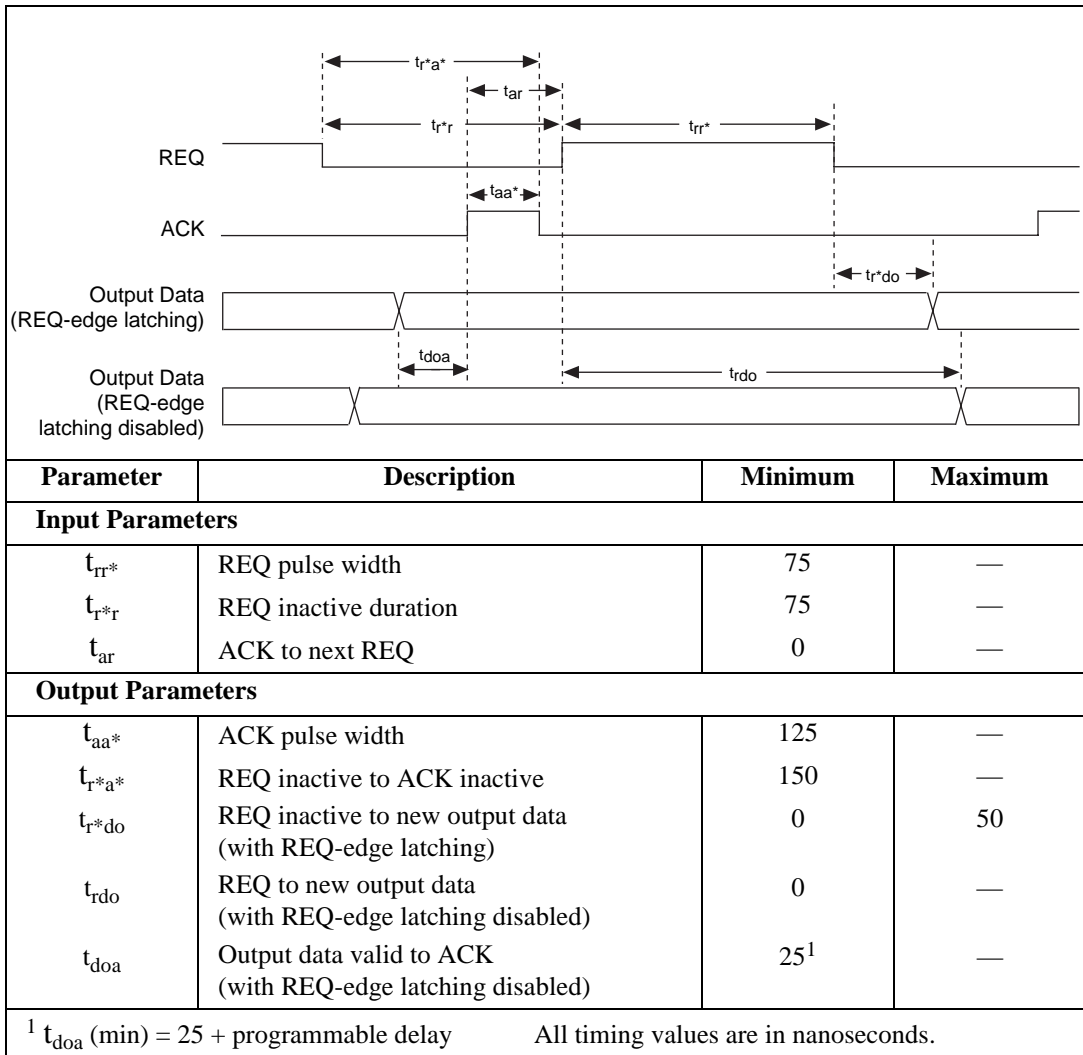 tr*a*
tar
tr*r
trr*
REQ
taa*
ACK
tr*do
Output Data
(REQ-edge latching)
tdoa
trdo
Output Data
(REQ-edge
latching disabled)
Parameter Description Minimum Maximum
Input Parameters
trr* REQ pulse width 75 —
tr*r REQ inactive duration 75 —
tar ACK to next REQ 0 —
Output Parameters
taa* ACK pulse width 125 —
tr*a* REQ inactive to ACK inactive 150 —
tr*do REQ inactive to new output data 0 50
(with REQ-edge latching)
trdo REQ to new output data 0 —
(with REQ-edge latching disabled)
tdoa Output data valid to ACK 25¹ —
(with REQ-edge latching disabled)
¹ tdoa (min) = 25 + programmable delay All timing values are in nanoseconds.